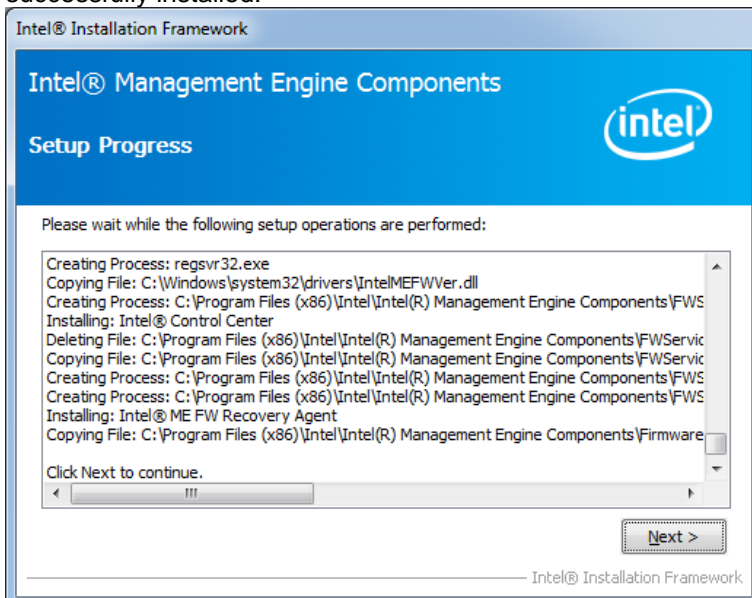 successfully installed.
Intel® Installation Framework
Intel® Management Engine Components
intel®
Setup Progress
Please wait while the following setup operations are performed:
Creating Process: regsvr32.exe
Copying File: C:\Windows\system32\drivers\IntelMEFWVer.dll
Creating Process: C:\Program Files (x86)\Intel\Intel(R) Management Engine Components\FWS
Installing: Intel® Control Center
Deleting File: C:\Program Files (x86)\Intel\Intel(R) Management Engine Components\FWServic
Copying File: C:\Program Files (x86)\Intel\Intel(R) Management Engine Components\FWServic
Creating Process: C:\Program Files (x86)\Intel\Intel(R) Management Engine Components\FWS
Creating Process: C:\Program Files (x86)\Intel\Intel(R) Management Engine Components\FWS
Installing: Intel® ME FW Recovery Agent
Copying File: C:\Program Files (x86)\Intel\Intel(R) Management Engine Components\Firmware
Click Next to continue.
Next >
Intel® Installation Framework